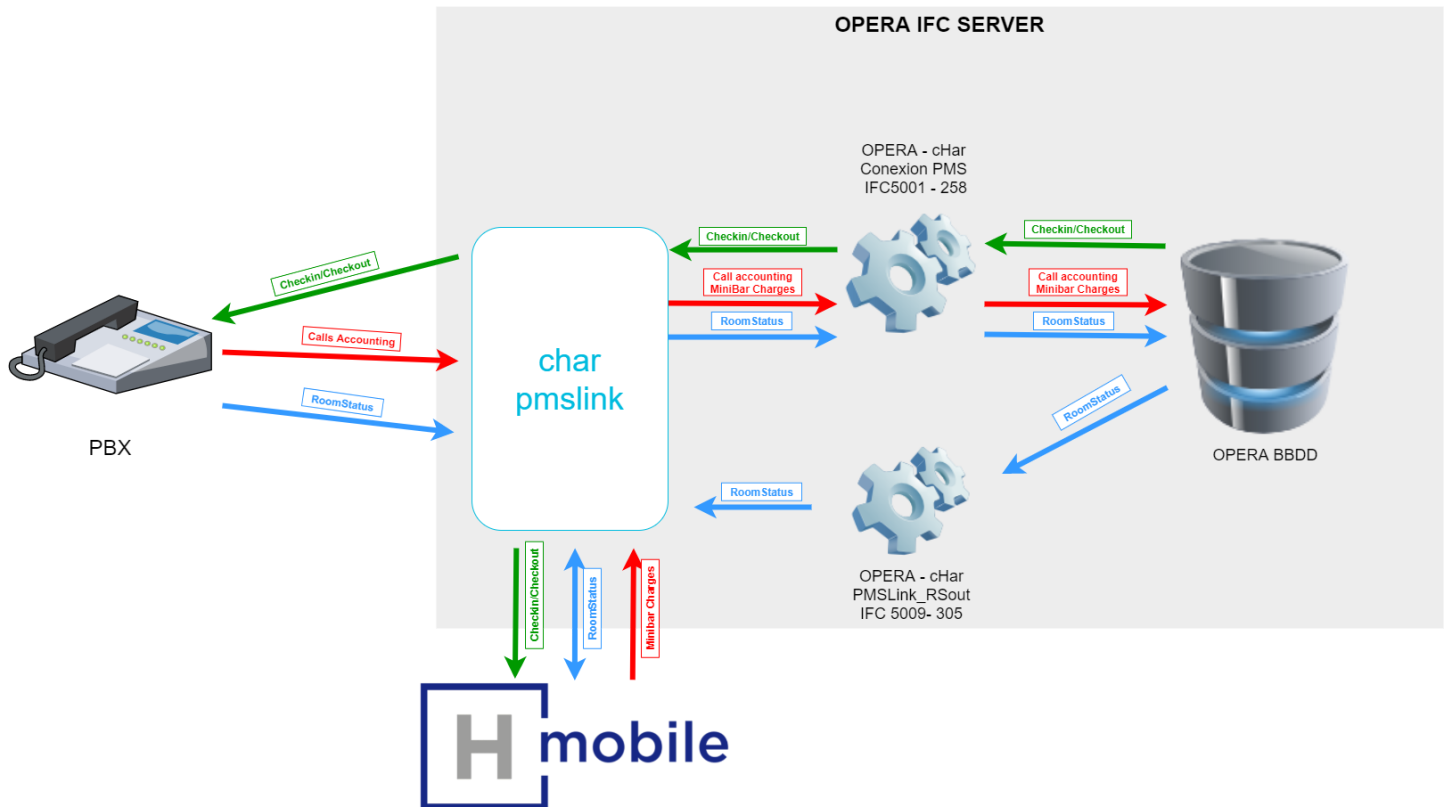 OPERA IFC SERVER
OPERA - cHar
Conexion PMS
IFC5001 - 258
Checkin/Checkout
Checkin/Checkout
Checkin/Checkout
Call accounting
MiniBar Charges
Call accounting
Minibar Charges
RoomStatus
RoomStatus
Calls Accounting
char
pmslink
RoomStatus
RoomStatus
PBX
OPERA BBDD
RoomStatus
OPERA - cHar
PMSLink_RSout
IFC 5009- 305
Checkin/Checkout
RoomStatus
Minibar Charges
H mobile